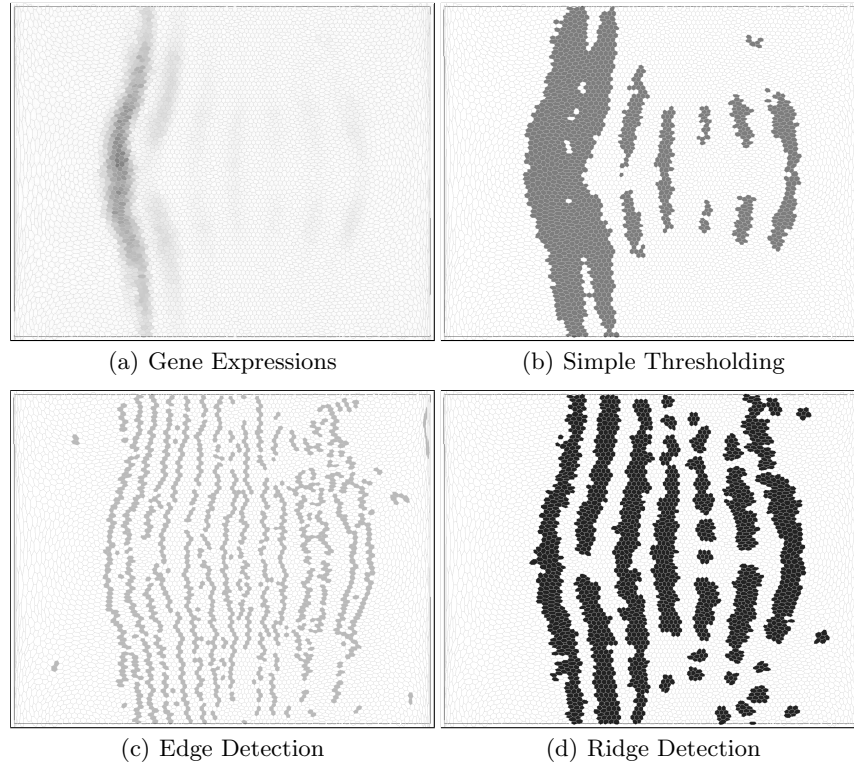 (a) Gene Expressions
(b) Simple Thresholding
(c) Edge Detection
(d) Ridge Detection